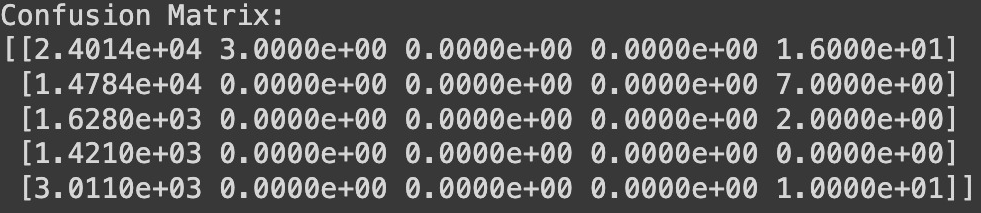 Confusion Matrix:
[[2.4014e+04 3.0000e+00 0.0000e+00 0.0000e+00 1.6000e+01]
[1.4784e+04 0.0000e+00 0.0000e+00 0.0000e+00 7.0000e+00]
[1.6280e+03 0.0000e+00 0.0000e+00 0.0000e+00 2.0000e+00]
[1.4210e+03 0.0000e+00 0.0000e+00 0.0000e+00 0.0000e+00]
[3.0110e+03 0.0000e+00 0.0000e+00 0.0000e+00 1.0000e+01]]